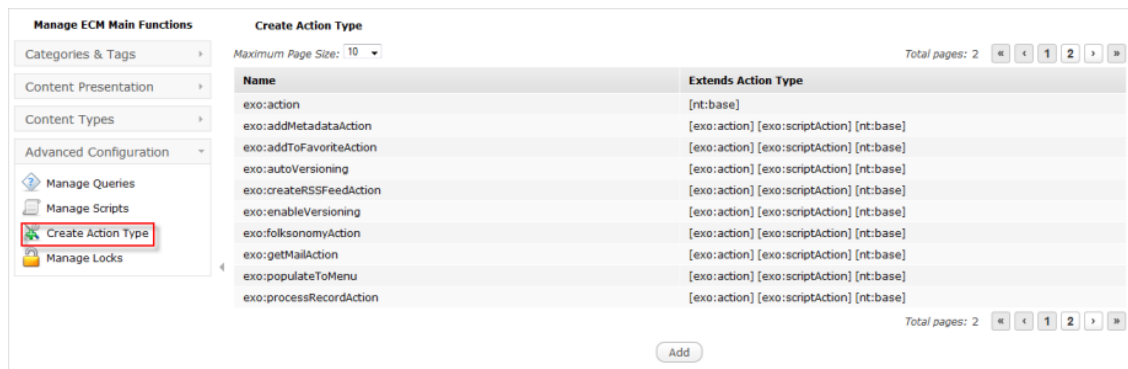 Manage ECM Main Functions
Categories & Tags
Content Presentation
Content Types
Advanced Configuration
Manage Queries
Manage Scripts
Create Action Type
Manage Locks
Create Action Type
Maximum Page Size: 10
Total pages: 2 « ‹ 1 2 › »
Name Extends Action Type
exo:action [nt:base]
exo:addMetadataAction [exo:action] [exo:scriptAction] [nt:base]
exo:addToFavoriteAction [exo:action] [exo:scriptAction] [nt:base]
exo:autoVersioning [exo:action] [exo:scriptAction] [nt:base]
exo:createRSSFeedAction [exo:action] [exo:scriptAction] [nt:base]
exo:enableVersioning [exo:action] [exo:scriptAction] [nt:base]
exo:folksonomyAction [exo:action] [exo:scriptAction] [nt:base]
exo:getMailAction [exo:action] [exo:scriptAction] [nt:base]
exo:populateToMenu [exo:action] [exo:scriptAction] [nt:base]
exo:processRecordAction [exo:action] [exo:scriptAction] [nt:base]
Total pages: 2 « ‹ 1 2 › »
Add